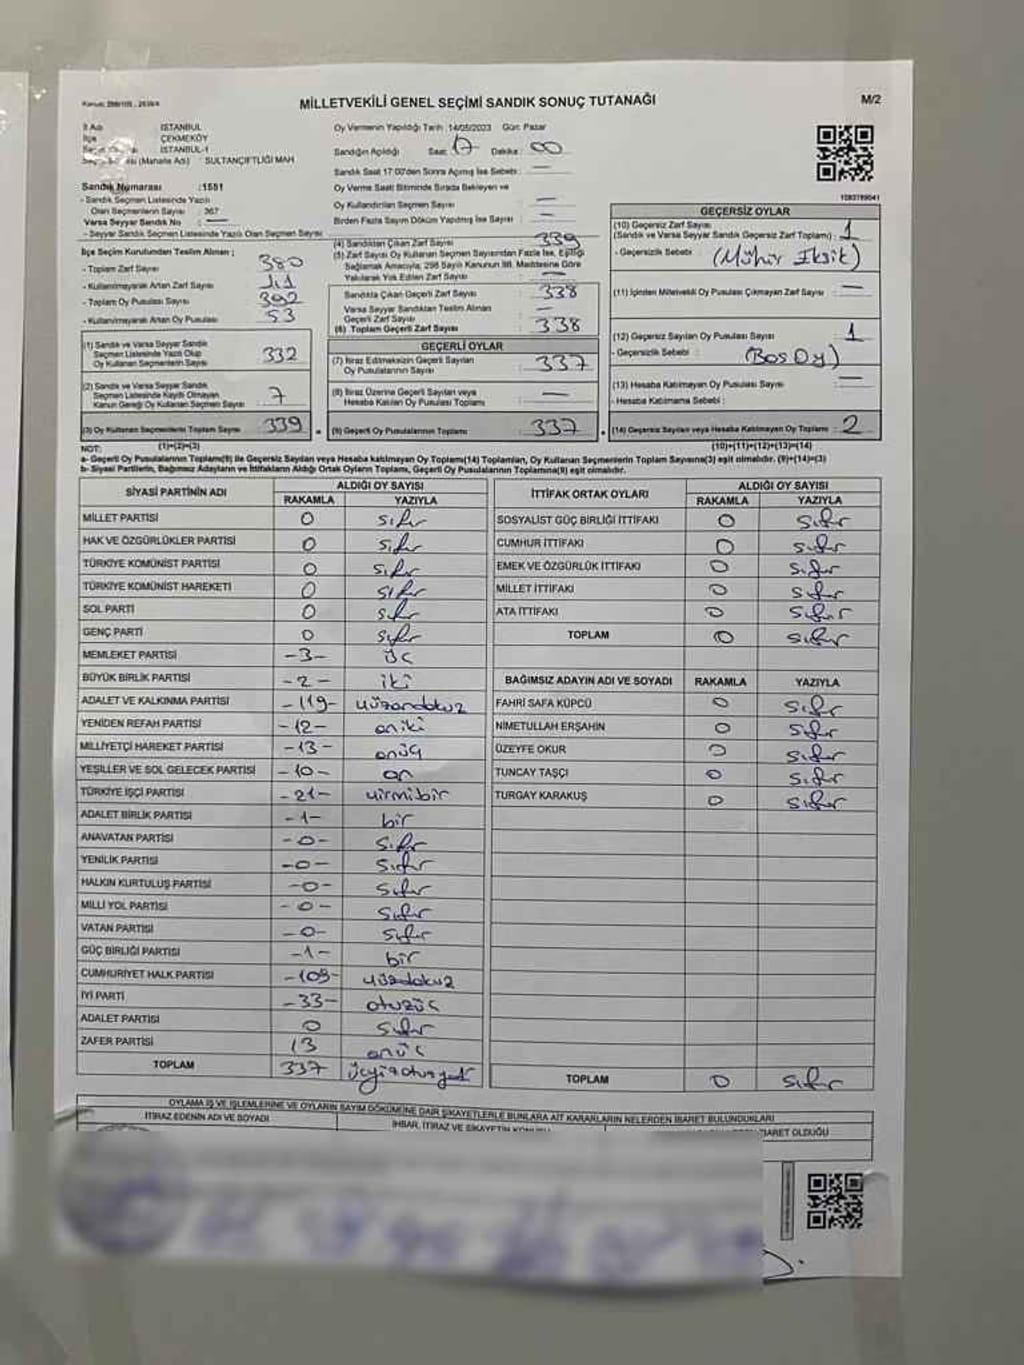 MİLLETVEKİLİ GENEL SEÇİMİ SANDIK SONUÇ TUTANAĞI
M/2
İl Adı : İSTANBUL
İlçe : ÇEKMEKÖY
İSTANBUL-1
(Mahalle Adı) : SULTANÇİFTLİĞİ MAH
Sandık Numarası : 1551
- Sandık Seçmen Listesinde Yazılı
Olan Seçmenlerin Sayısı : 367
Varsa Seyyar Sandık No : —
- Seyyar Sandık Seçmen Listesinde Yazılı Olan Seçmen Sayısı
Oy Vermenin Yapıldığı Tarih : 14/05/2023 Gün: Pazar
Sandığın Açıldığı Saat : 17 Dakika : 00
Sandık Saat 17:00'den Sonra Açılmış İse Sebebi : —
Oy Verme Saati Bitiminde Sırada Bekleyen ve
Oy Kullandırılan Seçmen Sayısı : —
Birden Fazla Sayım Döküm Yapılmış İse Sayısı : —
İlçe Seçim Kurulundan Teslim Alınan ;
- Toplam Zarf Sayısı : 380
- Kullanılmayarak Artan Zarf Sayısı : 41
- Toplam Oy Pusulası Sayısı : 392
- Kullanılmayarak Artan Oy Pusulası : 53
(1) Sandık ve Varsa Seyyar Sandık
Seçmen Listesinde Yazılı Olup
Oy Kullanan Seçmenlerin Sayısı : 332
(2) Sandık ve Varsa Seyyar Sandık
Seçmen Listesinde Kaydı Olmayan
Kanun Gereği Oy Kullanan Seçmen Sayısı : 7
(3) Oy Kullanan Seçmenlerin Toplam Sayısı : 339
(1)+(2)=(3)
(4) Sandıktan Çıkan Zarf Sayısı : 339
(5) Zarf Sayısı Oy Kullanan Seçmen Sayısından Fazla İse, Eşitliği
Sağlamak Amacıyla, 298 Sayılı Kanunun 98. Maddesine Göre
Yakılarak Yok Edilen Zarf Sayısı : —
Sandıkta Çıkan Geçerli Zarf Sayısı : 338
Varsa Seyyar Sandıktan Teslim Alınan
Geçerli Zarf Sayısı : —
(6) Toplam Geçerli Zarf Sayısı : 338
GEÇERLİ OYLAR
(7) İtiraz Edilmeksizin Geçerli Sayılan
Oy Pusulalarının Sayısı : 337
(8) İtiraz Üzerine Geçerli Sayılan veya
Hesaba Katılan Oy Pusulası Toplamı : —
(9) Geçerli Oy Pusulalarının Toplamı : 337
GEÇERSİZ OYLAR
(10) Geçersiz Zarf Sayısı
(Sandık ve Varsa Seyyar Sandık Geçersiz Zarf Toplamı) : 1
- Geçersizlik Sebebi : (Mühür Eksik)
(11) İçinden Milletvekili Oy Pusulası Çıkmayan Zarf Sayısı : —
(12) Geçersiz Sayılan Oy Pusulası Sayısı : 1
- Geçersizlik Sebebi : (Boş Oy)
(13) Hesaba Katılmayan Oy Pusulası Sayısı : —
- Hesaba Katılmama Sebebi :
(14) Geçersiz Sayılan veya Hesaba Katılmayan Oy Toplamı : 2
(10)+(11)+(12)+(13)=(14)
NOT:
a- Geçerli Oy Pusulalarının Toplamı(9) ile Geçersiz Sayılan veya Hesaba katılmayan Oy Toplamı(14) Toplamları, Oy Kullanan Seçmenlerin Toplam Sayısına(3) eşit olmalıdır. (9)+(14)=(3)
b- Siyasi Partilerin, Bağımsız Adayların ve İttifakların Aldığı Ortak Oyların Toplamı, Geçerli Oy Pusulalarının Toplamına(9) eşit olmalıdır.
SİYASİ PARTİNİN ADI ALDIĞI OY SAYISI
RAKAMLA YAZIYLA
MİLLET PARTİSİ 0 sıfır
HAK VE ÖZGÜRLÜKLER PARTİSİ 0 sıfır
TÜRKİYE KOMÜNİST PARTİSİ 0 sıfır
TÜRKİYE KOMÜNİST HAREKETİ 0 sıfır
SOL PARTİ 0 sıfır
GENÇ PARTİ 0 sıfır
MEMLEKET PARTİSİ -3- üç
BÜYÜK BİRLİK PARTİSİ -2- iki
ADALET VE KALKINMA PARTİSİ -119- yüzondokuz
YENİDEN REFAH PARTİSİ -12- oniki
MİLLİYETÇİ HAREKET PARTİSİ -13- onüç
YEŞİLLER VE SOL GELECEK PARTİSİ -10- on
TÜRKİYE İŞÇİ PARTİSİ -21- yirmibir
ADALET BİRLİK PARTİSİ -1- bir
ANAVATAN PARTİSİ -0- sıfır
YENİLİK PARTİSİ -0- sıfır
HALKIN KURTULUŞ PARTİSİ -0- sıfır
MİLLİ YOL PARTİSİ -0- sıfır
VATAN PARTİSİ -0- sıfır
GÜÇ BİRLİĞİ PARTİSİ -1- bir
CUMHURİYET HALK PARTİSİ -109- yüzdokuz
İYİ PARTİ -33- otuzüç
ADALET PARTİSİ 0 sıfır
ZAFER PARTİSİ 13 onüç
TOPLAM 337 üçyüzotuzyedi
İTTİFAK ORTAK OYLARI ALDIĞI OY SAYISI
RAKAMLA YAZIYLA
SOSYALİST GÜÇ BİRLİĞİ İTTİFAKI 0 sıfır
CUMHUR İTTİFAKI 0 sıfır
EMEK VE ÖZGÜRLÜK İTTİFAKI 0 sıfır
MİLLET İTTİFAKI 0 sıfır
ATA İTTİFAKI 0 sıfır
TOPLAM 0 sıfır
BAĞIMSIZ ADAYIN ADI VE SOYADI RAKAMLA YAZIYLA
FAHRİ SAFA KÜPCÜ 0 sıfır
NİMETULLAH ERŞAHİN 0 sıfır
ÜZEYFE OKUR 0 sıfır
TUNCAY TAŞÇI 0 sıfır
TURGAY KARAKUŞ 0 sıfır
TOPLAM 0 sıfır
OYLAMA İŞ VE İŞLEMLERİNE VE OYLARIN SAYIM DÖKÜMÜNE DAİR ŞİKAYETLERLE BUNLARA AİT KARARLARIN NELERDEN İBARET BULUNDUKLARI
İTİRAZ EDENİN ADI VE SOYADI
İHBAR, İTİRAZ VE ŞİKAYETİN KONUSU
İBARET OLDUĞU